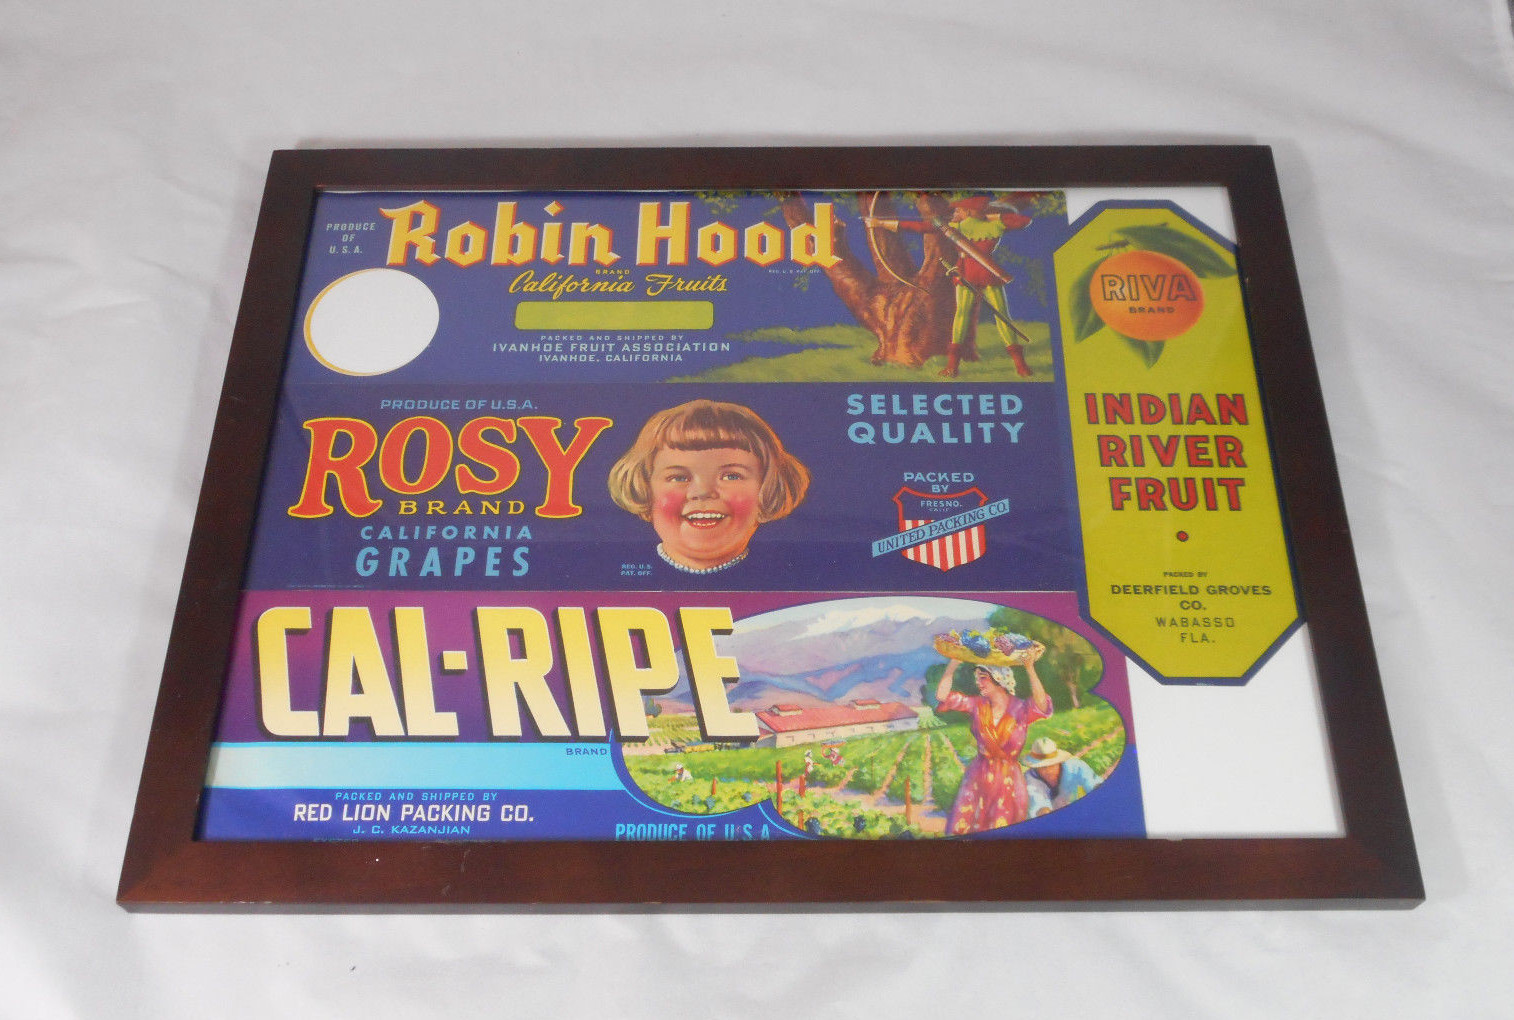 PRODUCE
OF
U.S.A.
Robin Hood
BRAND
REG. U.S. PAT. OFF.
California Fruits
PACKED AND SHIPPED BY
IVANHOE FRUIT ASSOCIATION
IVANHOE, CALIFORNIA
PRODUCE OF U.S.A.
ROSY
BRAND
CALIFORNIA
GRAPES
REG. U.S.
PAT. OFF.
SELECTED
QUALITY
PACKED
BY
FRESNO,
CALIF
UNITED PACKING CO.
CAL-RIPE
BRAND
PACKED AND SHIPPED BY
RED LION PACKING CO.
J. C. KAZANJIAN
PRODUCE OF U.S.A.
RIVA
BRAND
INDIAN
RIVER
FRUIT
PACKED BY
DEERFIELD GROVES
CO.
WABASSO
FLA.